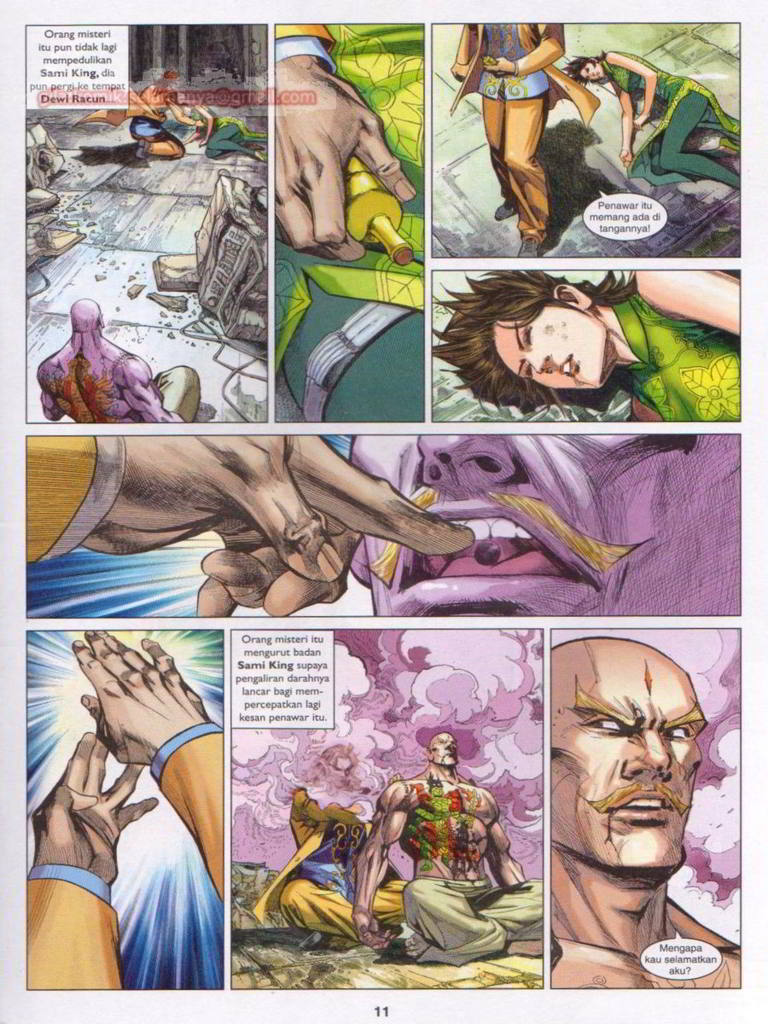 Orang misteri
itu pun tidak lagi
mempedulikan
Sami King, dia
pun pergi ke tempat
Dewi Racun.
Penawar itu
memang ada di
tangannya!
Orang misteri itu
mengurut badan
Sami King supaya
pengaliran darahnya
lancar bagi mem-
percepatkan lagi
kesan penawar itu.
Mengapa
kau selamatkan
aku?
11